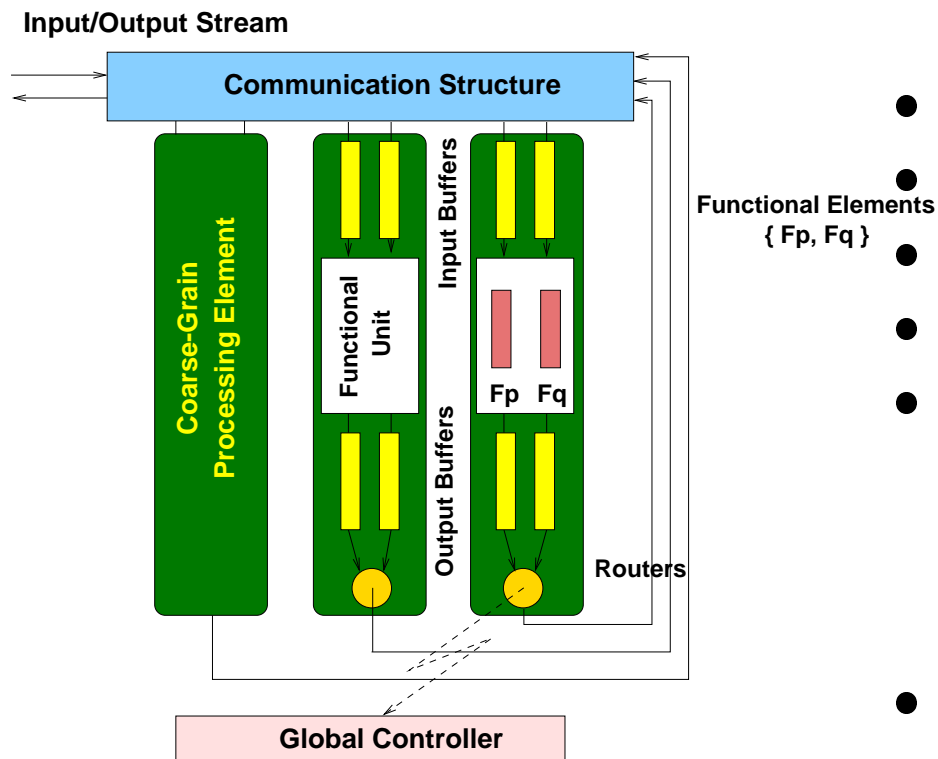 Input/Output Stream
Communication Structure
Input Buffers
Functional Elements
{ Fp, Fq }
Coarse-Grain
Processing Element
Functional
Unit
Fp Fq
Output Buffers
Routers
Global Controller